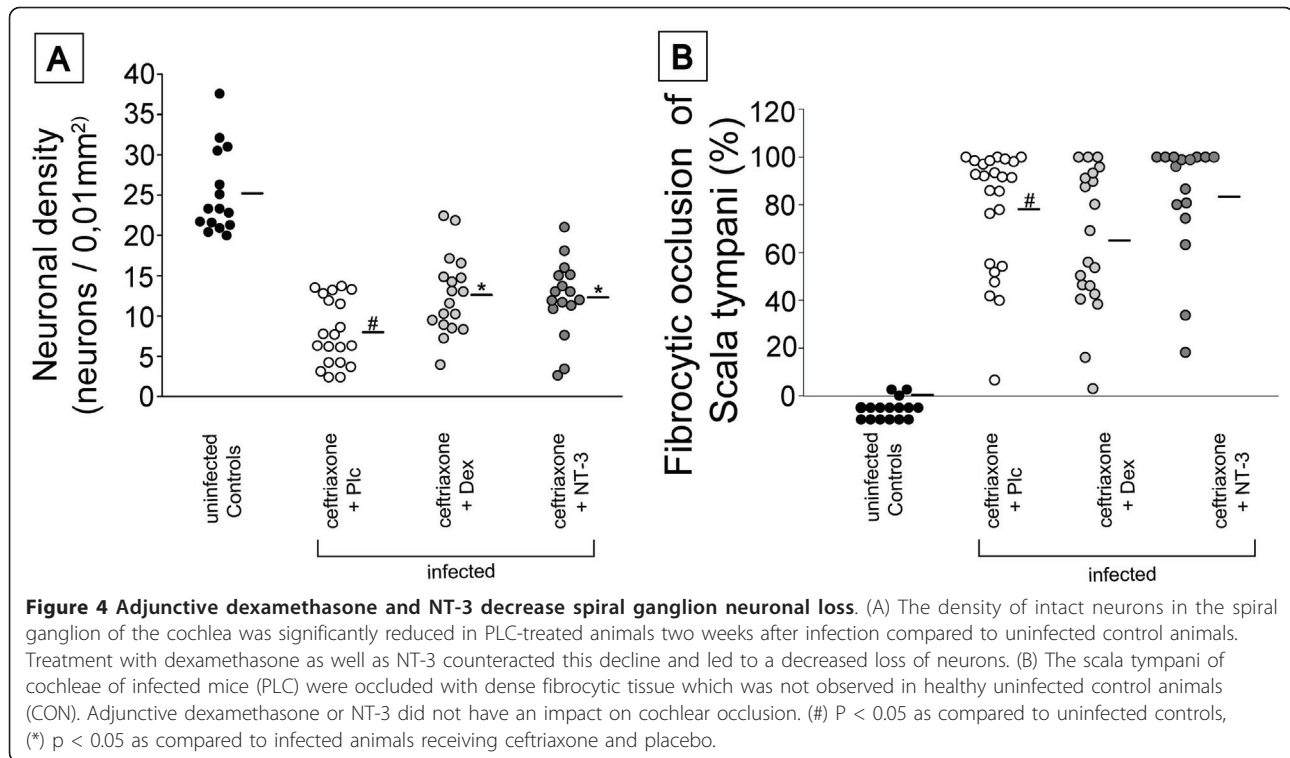 A
Neuronal density
(neurons / 0,01mm²)
40
35
30
25
20
15
10
5
0
#
*
*
uninfected
Controls
ceftriaxone
+ Plc
ceftriaxone
+ Dex
ceftriaxone
+ NT-3
infected
B
Fibrocytic occlusion of
Scala tympani (%)
120
100
80
60
40
20
0
#
uninfected
Controls
ceftriaxone
+ Plc
ceftriaxone
+ Dex
ceftriaxone
+ NT-3
infected
Figure 4 Adjunctive dexamethasone and NT-3 decrease spiral ganglion neuronal loss. (A) The density of intact neurons in the spiral
ganglion of the cochlea was significantly reduced in PLC-treated animals two weeks after infection compared to uninfected control animals.
Treatment with dexamethasone as well as NT-3 counteracted this decline and led to a decreased loss of neurons. (B) The scala tympani of
cochleae of infected mice (PLC) were occluded with dense fibrocytic tissue which was not observed in healthy uninfected control animals
(CON). Adjunctive dexamethasone or NT-3 did not have an impact on cochlear occlusion. (#) P < 0.05 as compared to uninfected controls,
(*) p < 0.05 as compared to infected animals receiving ceftriaxone and placebo.